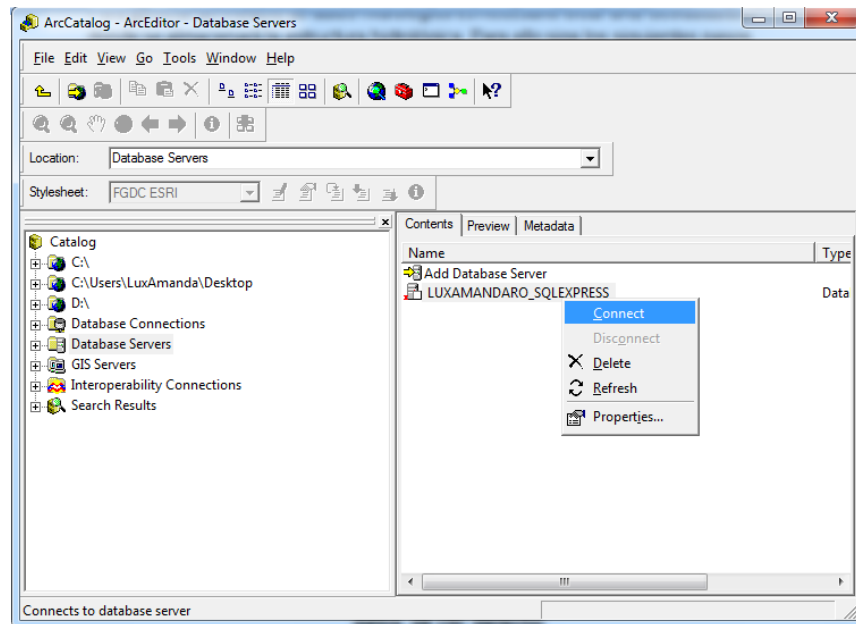 ArcCatalog - ArcEditor - Database Servers
File Edit View Go Tools Window Help
Location: Database Servers
Stylesheet: FGDC ESRI
Contents Preview Metadata
Catalog
C:\
C:\Users\LuxAmanda\Desktop
D:\
Database Connections
Database Servers
GIS Servers
Interoperability Connections
Search Results
Name Type
Add Database Server
LUXAMANDARO_SQLEXPRESS Data
Connect
Disconnect
Delete
Refresh
Properties...
Connects to database server